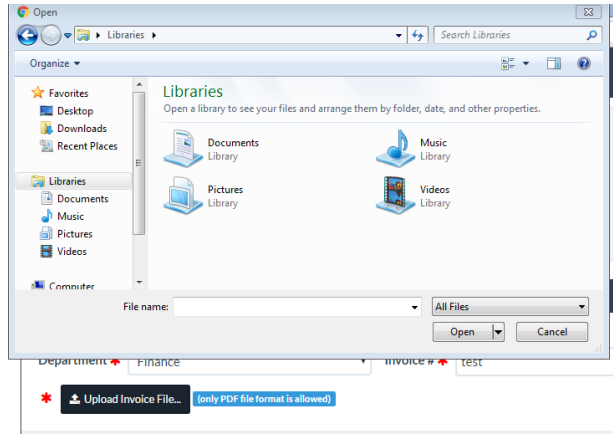 Open
Libraries
Search Libraries
Organize
Favorites
Desktop
Downloads
Recent Places
Libraries
Documents
Music
Pictures
Videos
Computer
Libraries
Open a library to see your files and arrange them by folder, date, and other properties.
Documents
Library
Music
Library
Pictures
Library
Videos
Library
File name:
All Files
Open
Cancel
Department * Finance
Invoice # * test
* Upload Invoice File... (only PDF file format is allowed)